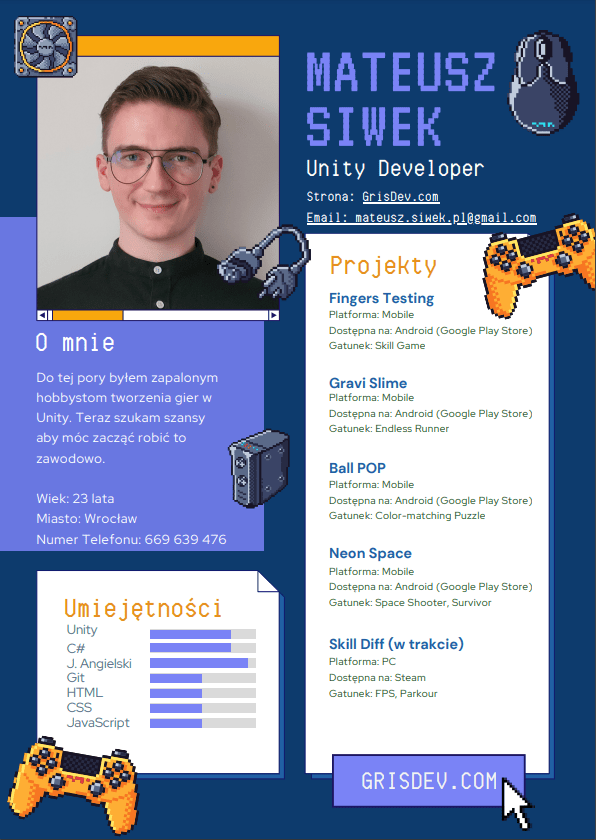 MATEUSZ
SIWEK
Unity Developer
Strona: GrisDev.com
Email: mateusz.siwek.pl@gmail.com
O mnie
Do tej pory byłem zapalonym
hobbystom tworzenia gier w
Unity. Teraz szukam szansy
aby móc zacząć robić to
zawodowo.
Wiek: 23 lata
Miasto: Wrocław
Numer Telefonu: 669 639 476
Umiejętności
Unity
C#
J. Angielski
Git
HTML
CSS
JavaScript
Projekty
Fingers Testing
Platforma: Mobile
Dostępna na: Android (Google Play Store)
Gatunek: Skill Game
Gravi Slime
Platforma: Mobile
Dostępna na: Android (Google Play Store)
Gatunek: Endless Runner
Ball POP
Platforma: Mobile
Dostępna na: Android (Google Play Store)
Gatunek: Color-matching Puzzle
Neon Space
Platforma: Mobile
Dostępna na: Android (Google Play Store)
Gatunek: Space Shooter, Survivor
Skill Diff (w trakcie)
Platforma: PC
Dostępna na: Steam
Gatunek: FPS, Parkour
GRISDEV.COM